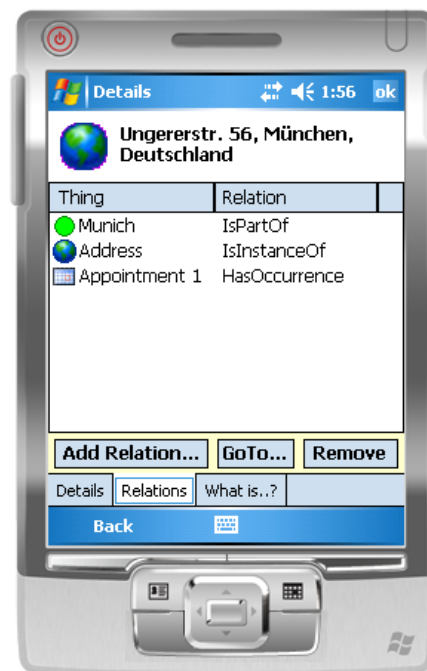 Details 1:56 ok
Ungererstr. 56, München,
Deutschland
Thing Relation
Munich IsPartOf
Address IsInstanceOf
Appointment 1 HasOccurrence
Add Relation... GoTo... Remove
Details Relations What is..?
Back